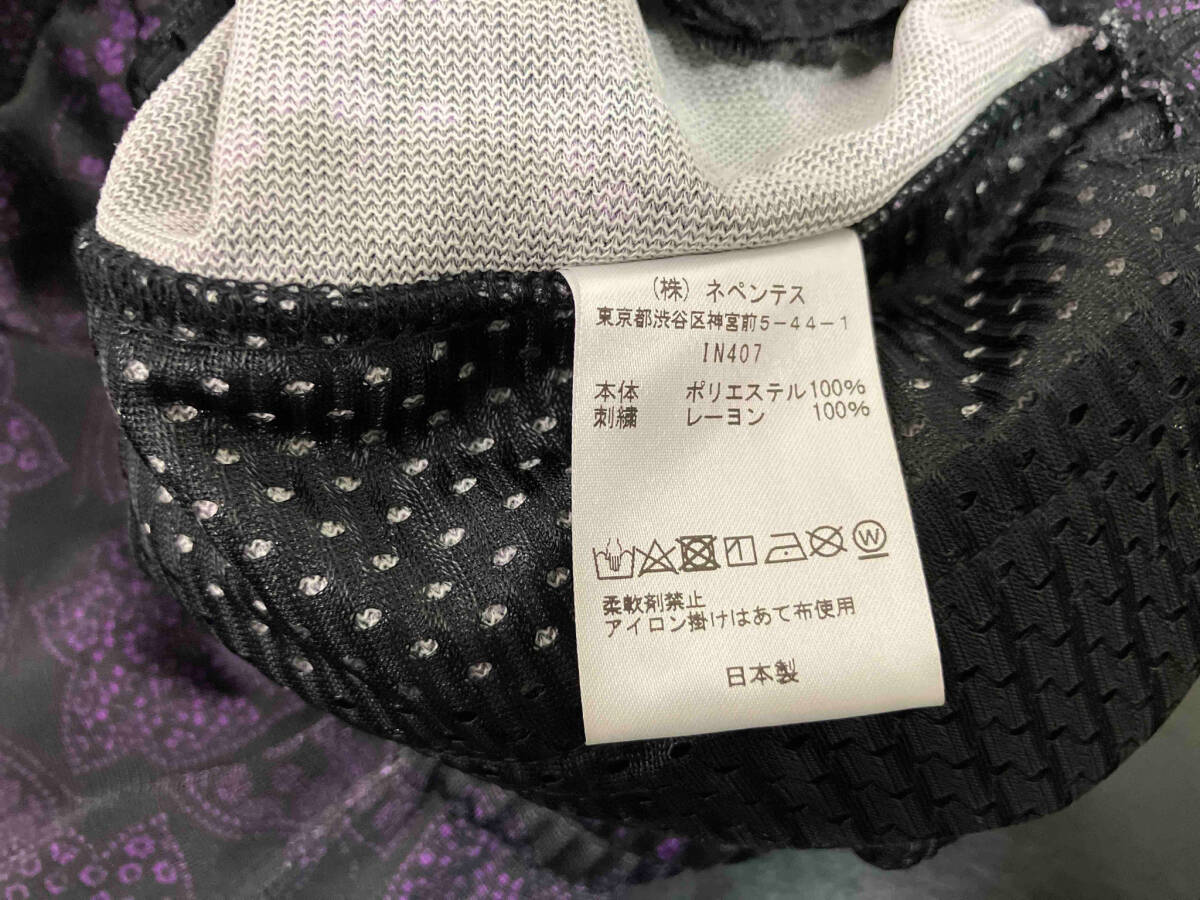 (株) ネペンテス
東京都渋谷区神宮前5-44-1
IN407
本体 ポリエステル100%
刺繍 レーヨン 100%
W
柔軟剤禁止
アイロン掛けはあて布使用
日本製